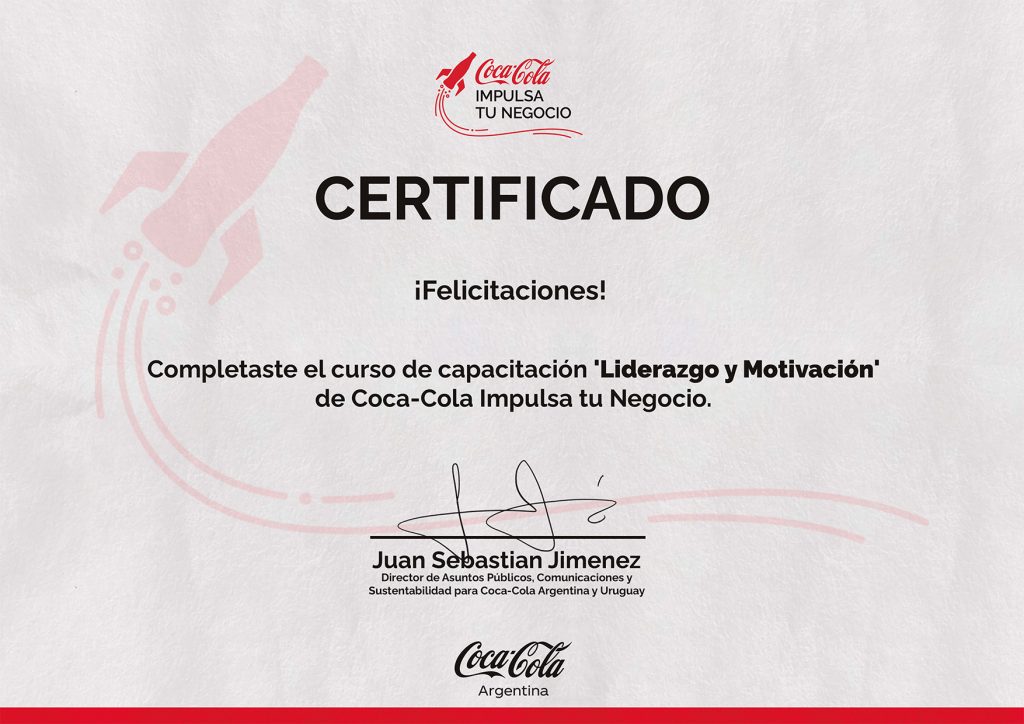 Coca-Cola
IMPULSA
TU NEGOCIO
CERTIFICADO
¡Felicitaciones!
Completaste el curso de capacitación "Liderazgo y Motivación"
de Coca-Cola Impulsa tu Negocio.
Juan Sebastian Jimenez
Director de Asuntos Públicos, Comunicaciones y
Sustentabilidad para Coca-Cola Argentina y Uruguay
Coca-Cola
Argentina